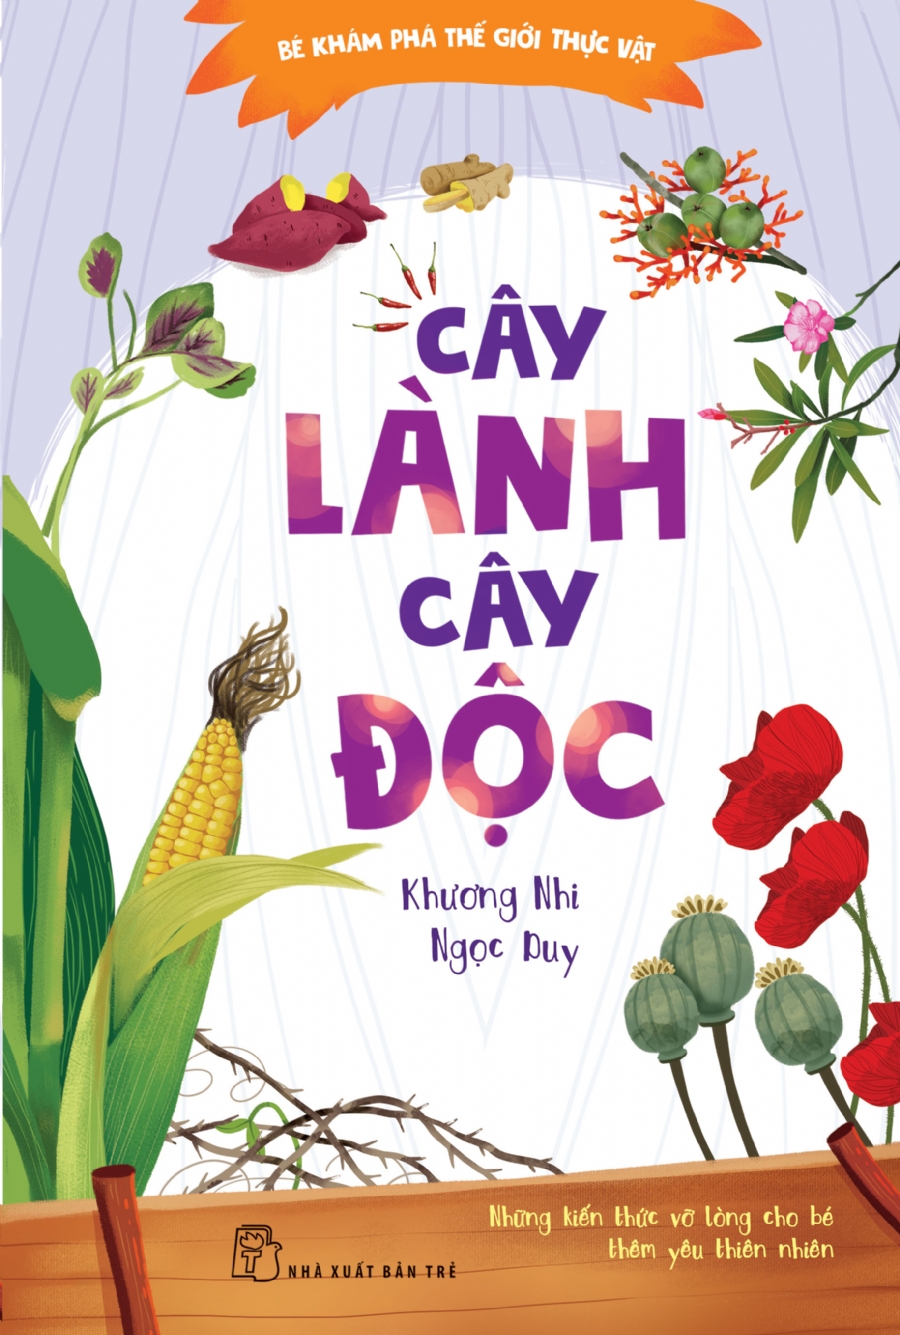 BÉ KHÁM PHÁ THẾ GIỚI THỰC VẬT
CÂY
LÀNH
CÂY
ĐỘC
Khương Nhi
Ngọc Duy
Những kiến thức vỡ lòng cho bé
thêm yêu thiên nhiên
T
NHÀ XUẤT BẢN TRẺ